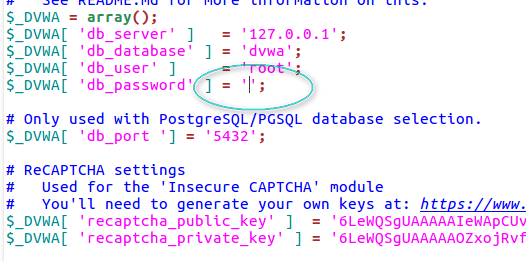 #   See README.md for more information on this.
$_DVWA = array();
$_DVWA[ 'db_server' ]   = '127.0.0.1';
$_DVWA[ 'db_database' ] = 'dvwa';
$_DVWA[ 'db_user' ]     = 'root';
$_DVWA[ 'db_password' ] = '';
# Only used with PostgreSQL/PGSQL database selection.
$_DVWA[ 'db_port '] = '5432';
# ReCAPTCHA settings
#   Used for the 'Insecure CAPTCHA' module
#   You'll need to generate your own keys at: https://www.
$_DVWA[ 'recaptcha_public_key' ]  = '6LeWQSgUAAAAAIeWApCUv
$_DVWA[ 'recaptcha_private_key' ] = '6LeWQSgUAAAAAOZxojRvf